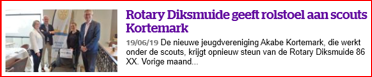 Rotary Diksmuide geeft rolstoel aan scouts
Kortemark
19/06/19 De nieuwe jeugdvereniging Akabe Kortemark, die werkt
onder de scouts, krijgt opnieuw steun van de Rotary Diksmuide 86
XX. Vorige maand...